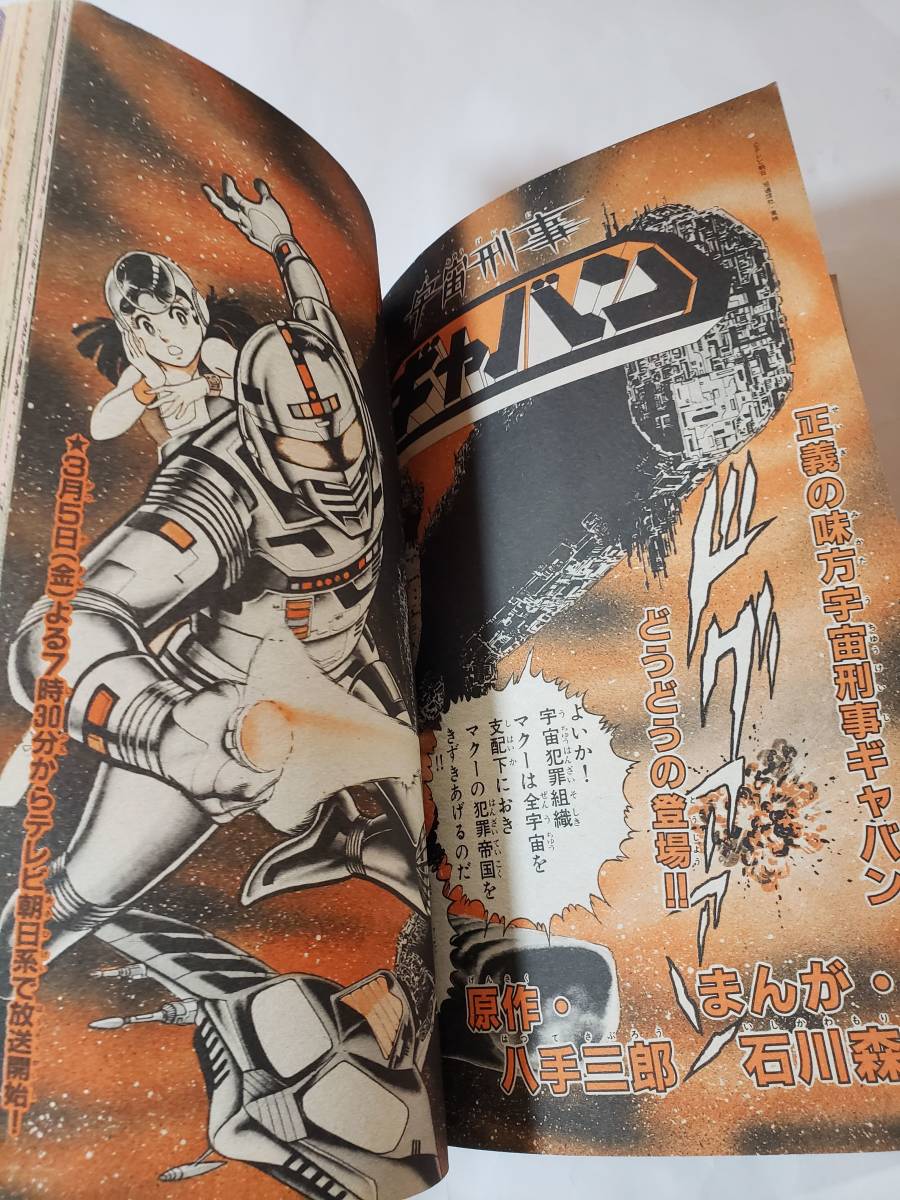 宇宙刑事
ギャバン
正義の味方宇宙刑事ギャバン
どうどうの登場!!
ドゴゴゴーン
よいか!
宇宙犯罪組織
マクーは全宇宙を
支配下におき
マクーの犯罪帝国を
きずきあげるのだ
!!
まんが・
石川森
原作・
八手三郎
★3月5日(金)よる7時30分からテレビ朝日系で放送開始!